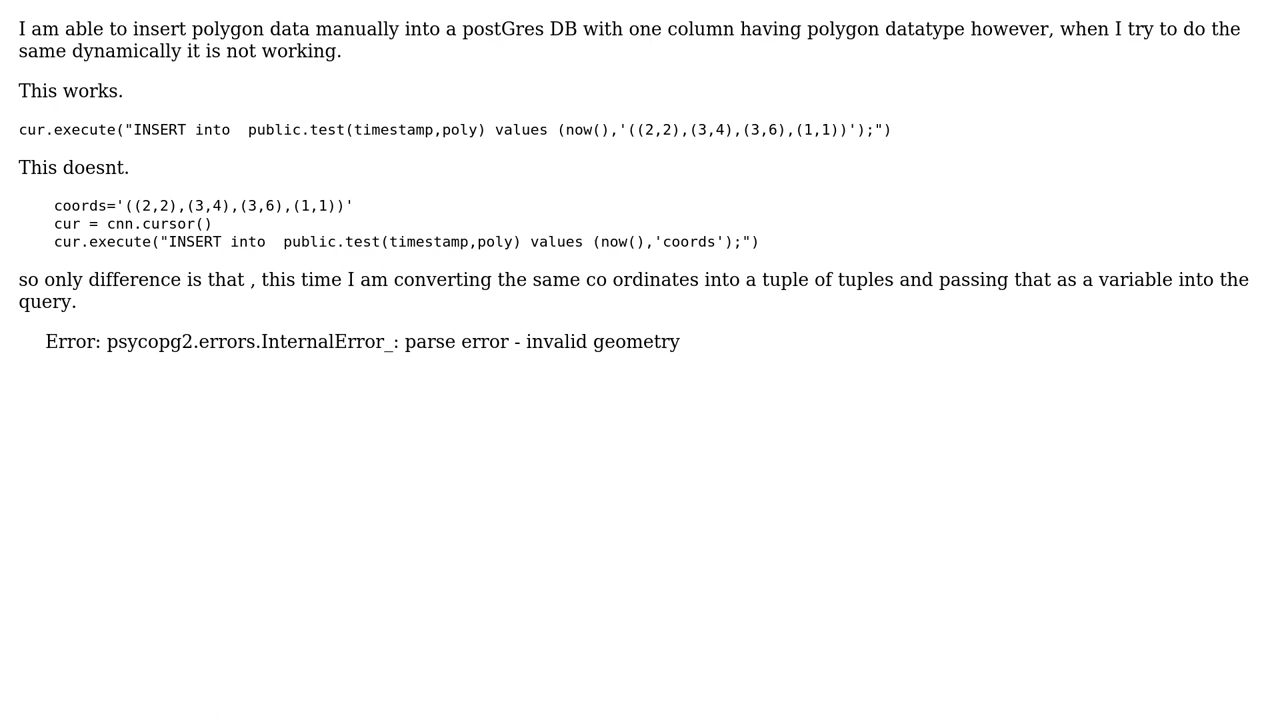 I am able to insert polygon data manually into a postGres DB with one column having polygon datatype however, when I try to do the
same dynamically it is not working.
This works.
cur.execute("INSERT into  public.test(timestamp,poly) values (now(),'((2,2),(3,4),(3,6),(1,1))');")
This doesnt.
coords='((2,2),(3,4),(3,6),(1,1))'
cur = cnn.cursor()
cur.execute("INSERT into  public.test(timestamp,poly) values (now(),'coords');")
so only difference is that , this time I am converting the same co ordinates into a tuple of tuples and passing that as a variable into the
query.
Error: psycopg2.errors.InternalError_: parse error - invalid geometry